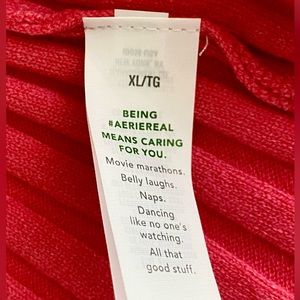 XL/TG
BEING
#AERIEREAL
MEANS CARING
FOR YOU.
Movie marathons.
Belly laughs.
Naps.
Dancing
like no one's
watching.
All that
good stuff.